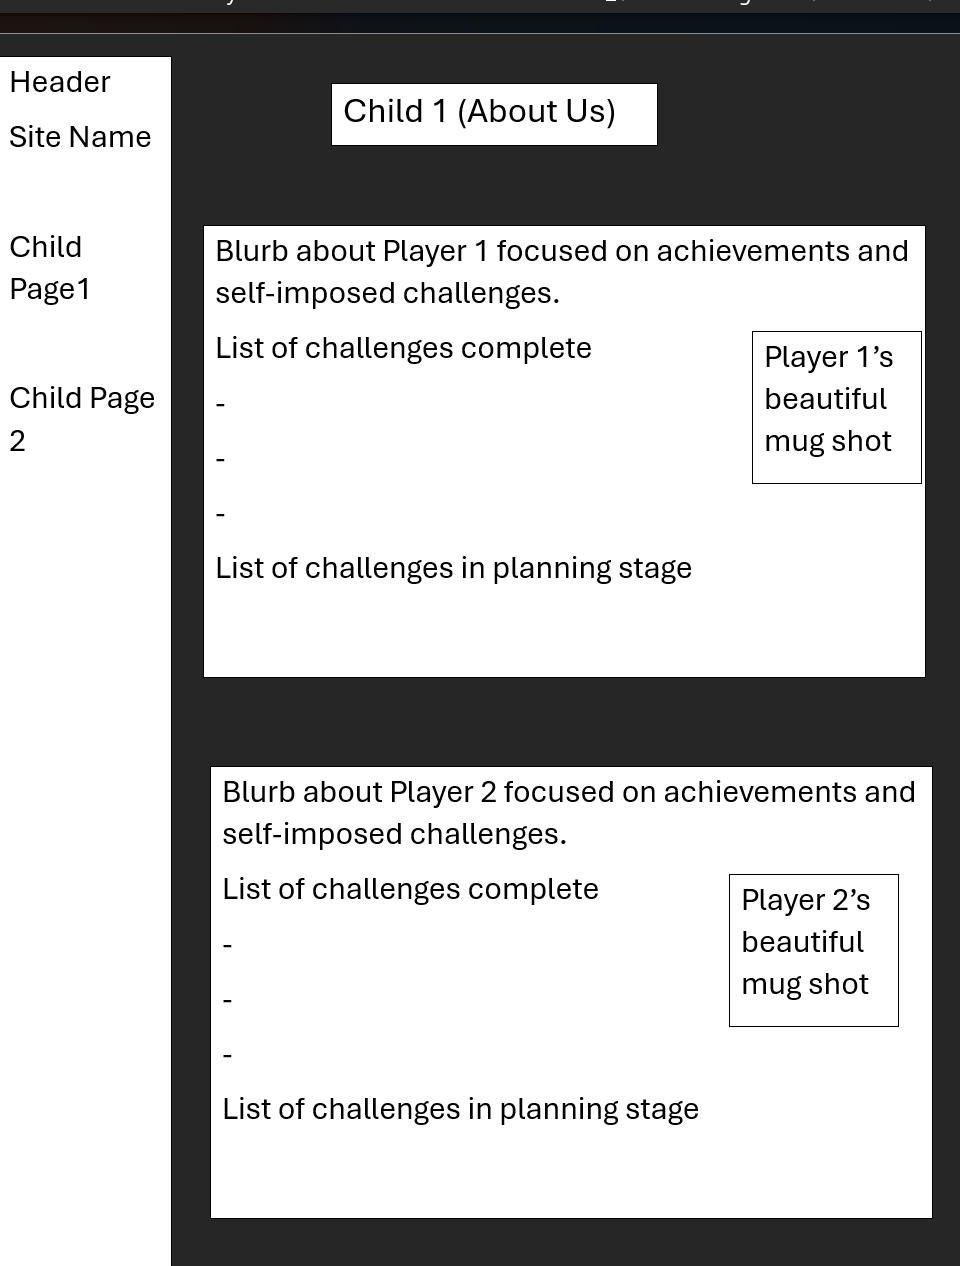 Header
Site Name
Child
Page1
Child Page
2
Child 1 (About Us)
Blurb about Player 1 focused on achievements and
self-imposed challenges.
List of challenges complete
-
-
-
List of challenges in planning stage
Player 1’s
beautiful
mug shot
Blurb about Player 2 focused on achievements and
self-imposed challenges.
List of challenges complete
-
-
-
List of challenges in planning stage
Player 2’s
beautiful
mug shot